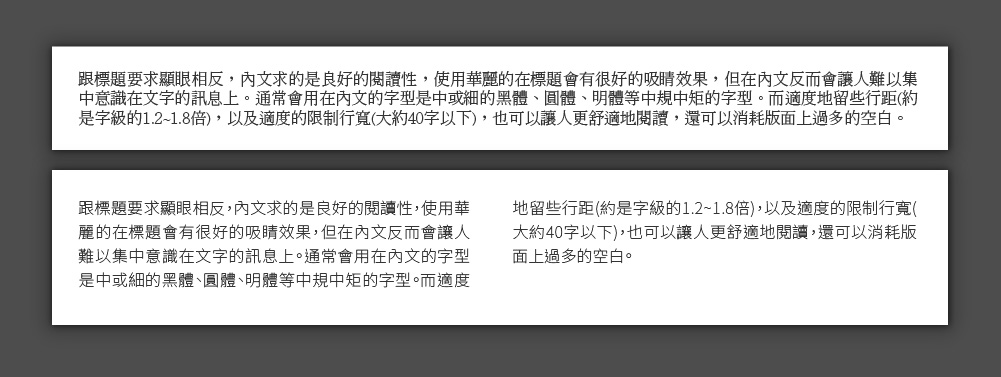 跟標題要求顯眼相反，內文求的是良好的閱讀性，使用華麗的在標題會有很好的吸睛效果，但在內文反而會讓人難以集
中意識在文字的訊息上。通常會用在內文的字型是中或細的黑體、圓體、明體等中規中矩的字型。而適度地留些行距(約
是字級的1.2~1.8倍)，以及適度的限制行寬(大約40字以下)，也可以讓人更舒適地閱讀，還可以消耗版面上過多的空白。
跟標題要求顯眼相反，內文求的是良好的閱讀性，使用華
麗的在標題會有很好的吸睛效果，但在內文反而會讓人
難以集中意識在文字的訊息上。通常會用在內文的字型
是中或細的黑體、圓體、明體等中規中矩的字型。而適度
地留些行距(約是字級的1.2~1.8倍)，以及適度的限制行寬(
大約40字以下)，也可以讓人更舒適地閱讀，還可以消耗版
面上過多的空白。